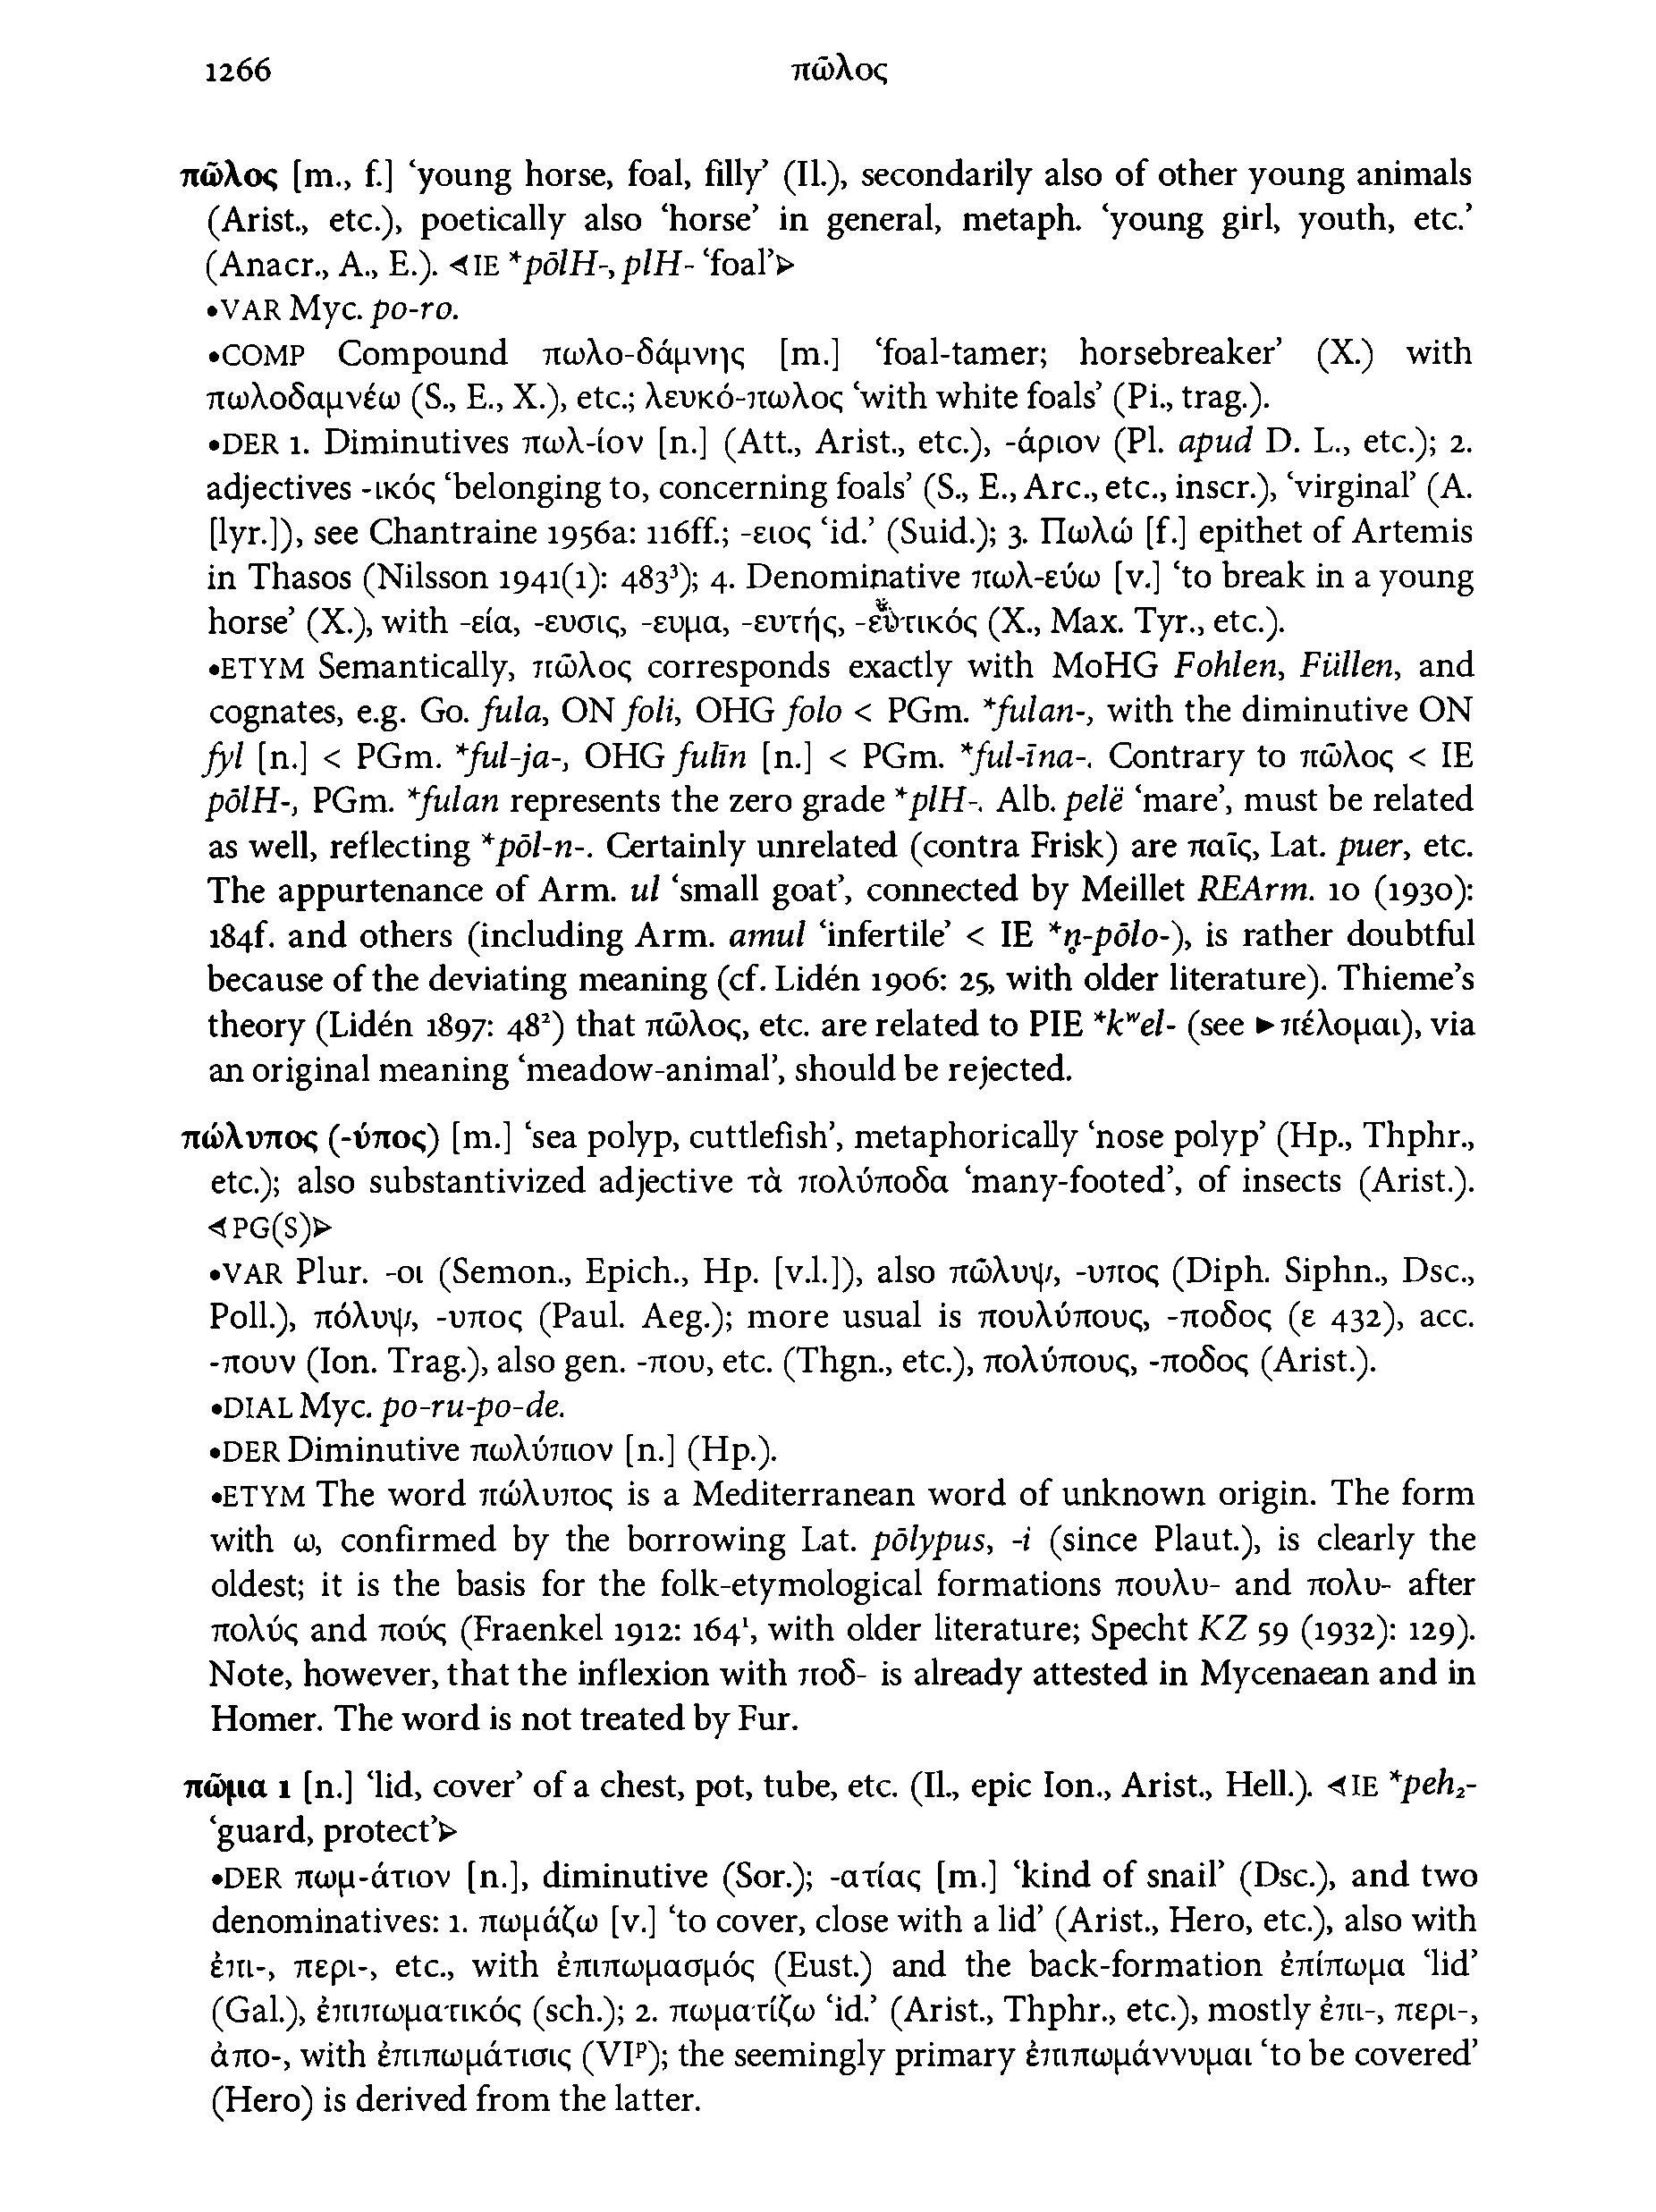 1266 πῶλος
πῶλος [m., f.] ‘young horse, foal, filly’ (Il.), secondarily also of other young animals
(Arist., etc.), poetically also ‘horse’ in general, metaph. ‘young girl, youth, etc.’
(Anacr., A., E.). ⊲IE *pōlH-, plH- ‘foal’⊳
•VAR Myc. po-ro.
•COMP Compound πωλο-δάμνης [m.] ‘foal-tamer; horsebreaker’ (X.) with
πωλοδαμνέω (S., E., X.), etc.; λευκό-πωλος ‘with white foals’ (Pi., trag.).
•DER 1. Diminutives πωλ-ίον [n.] (Att., Arist., etc.), -άριον (Pl. apud D. L., etc.); 2.
adjectives -ικός ‘belonging to, concerning foals’ (S., E., Arc., etc., inscr.), ‘virginal’ (A.
[lyr.]), see Chantraine 1956a: 116ff.; -ειος ‘id.’ (Suid.); 3. Πωλώ [f.] epithet of Artemis
in Thasos (Nilsson 1941(1): 483³); 4. Denominative πωλ-εύω [v.] ‘to break in a young
horse’ (X.), with -εία, -ευσις, -ευμα, -ευτής, -ευτικός (X., Max. Tyr., etc.).
•ETYM Semantically, πῶλος corresponds exactly with MoHG Fohlen, Füllen, and
cognates, e.g. Go. fula, ON foli, OHG folo < PGm. *fulan-, with the diminutive ON
fyl [n.] < PGm. *ful-ja-, OHG fulīn [n.] < PGm. *ful-īna-. Contrary to πῶλος < IE
pōlH-, PGm. *fulan represents the zero grade *plH-. Alb. pelë ‘mare’, must be related
as well, reflecting *pōl-n-. Certainly unrelated (contra Frisk) are παῖς, Lat. puer, etc.
The appurtenance of Arm. ul ‘small goat’, connected by Meillet REArm. 10 (1930):
184f. and others (including Arm. amul ‘infertile’ < IE *n̥-pōlo-), is rather doubtful
because of the deviating meaning (cf. Lidén 1906: 25, with older literature). Thieme’s
theory (Lidén 1897: 48²) that πῶλος, etc. are related to PIE *kʷel- (see ►πέλομαι), via
an original meaning ‘meadow-animal’, should be rejected.
πώλυπος (-ύπος) [m.] ‘sea polyp, cuttlefish’, metaphorically ‘nose polyp’ (Hp., Thphr.,
etc.); also substantivized adjective τὰ πολύποδα ‘many-footed’, of insects (Arist.).
⊲PG(S)⊳
•VAR Plur. -οι (Semon., Epich., Hp. [v.l.]), also πῶλυψ, -υπος (Diph. Siphn., Dsc.,
Poll.), πόλυψ, -υπος (Paul. Aeg.); more usual is πουλύπους, -ποδος (ε 432), acc.
-πουν (Ion. Trag.), also gen. -που, etc. (Thgn., etc.), πολύπους, -ποδος (Arist.).
•DIAL Myc. po-ru-po-de.
•DER Diminutive πωλύπιον [n.] (Hp.).
•ETYM The word πώλυπος is a Mediterranean word of unknown origin. The form
with ω, confirmed by the borrowing Lat. pōlypus, -i (since Plaut.), is clearly the
oldest; it is the basis for the folk-etymological formations πουλυ- and πολυ- after
πολύς and πούς (Fraenkel 1912: 164¹, with older literature; Specht KZ 59 (1932): 129).
Note, however, that the inflexion with ποδ- is already attested in Mycenaean and in
Homer. The word is not treated by Fur.
πῶμα 1 [n.] ‘lid, cover’ of a chest, pot, tube, etc. (Il., epic Ion., Arist., Hell.). ⊲IE *peh₂-
‘guard, protect’⊳
•DER πωμ-άτιον [n.], diminutive (Sor.); -ατίας [m.] ‘kind of snail’ (Dsc.), and two
denominatives: 1. πωμάζω [v.] ‘to cover, close with a lid’ (Arist., Hero, etc.), also with
ἐπι-, περι-, etc., with ἐπιπωμασμός (Eust.) and the back-formation ἐπίπωμα ‘lid’
(Gal.), ἐπιπωματικός (sch.); 2. πωματίζω ‘id.’ (Arist., Thphr., etc.), mostly ἐπι-, περι-,
ἀπο-, with ἐπιπωμάτισις (VIᵖ); the seemingly primary ἐπιπωμάννυμαι ‘to be covered’
(Hero) is derived from the latter.